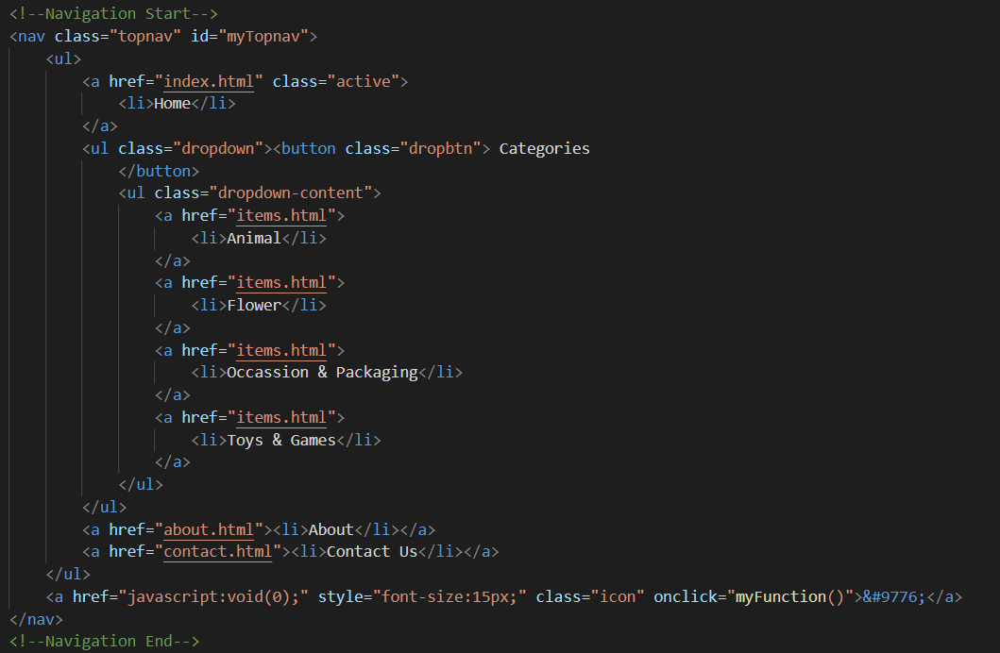 <!--Navigation Start-->
<nav class="topnav" id="myTopnav">
    <ul>
        <a href="index.html" class="active">
            <li>Home</li>
        </a>
        <ul class="dropdown"><button class="dropbtn"> Categories
            </button>
            <ul class="dropdown-content">
                <a href="items.html">
                    <li>Animal</li>
                </a>
                <a href="items.html">
                    <li>Flower</li>
                </a>
                <a href="items.html">
                    <li>Occassion & Packaging</li>
                </a>
                <a href="items.html">
                    <li>Toys & Games</li>
                </a>
            </ul>
        </ul>
        <a href="about.html"><li>About</li></a>
        <a href="contact.html"><li>Contact Us</li></a>
    </ul>
    <a href="javascript:void(0);" style="font-size:15px;" class="icon" onclick="myFunction()">&#9776;</a>
</nav>
<!--Navigation End-->